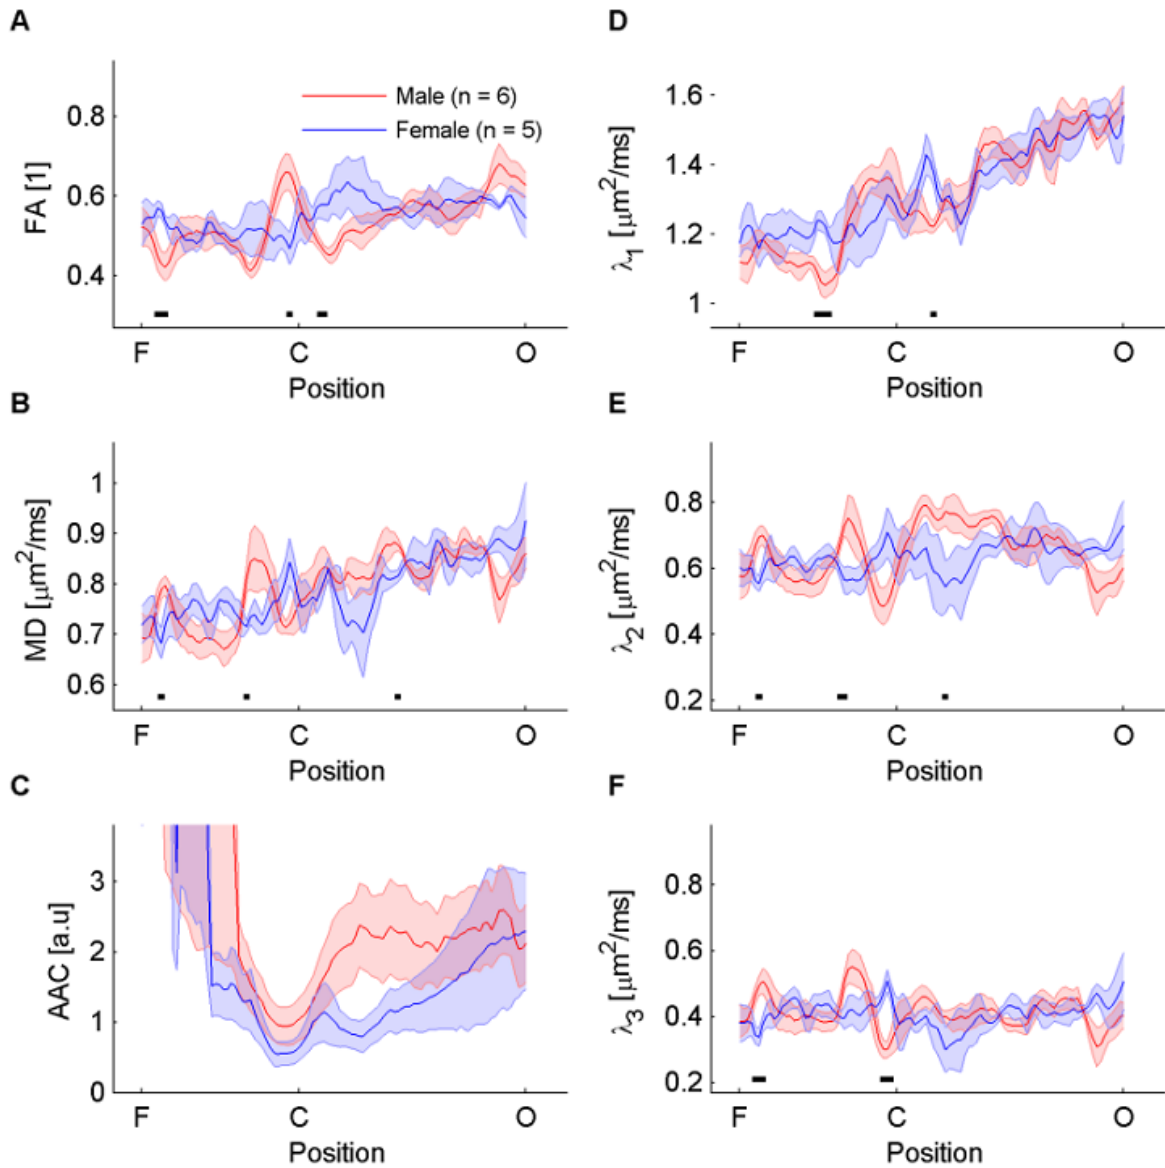 A
FA [1]
0.8
0.6
0.4
Male (n = 6)
Female (n = 5)
F C O
Position
B
MD [μm²/ms]
1
0.9
0.8
0.7
0.6
F C O
Position
C
AAC [a.u]
3
2
1
0
F C O
Position
D
λ₁ [μm²/ms]
1.6
1.4
1.2
1
F C O
Position
E
λ₂ [μm²/ms]
0.8
0.6
0.4
0.2
F C O
Position
F
λ₃ [μm²/ms]
0.8
0.6
0.4
0.2
F C O
Position